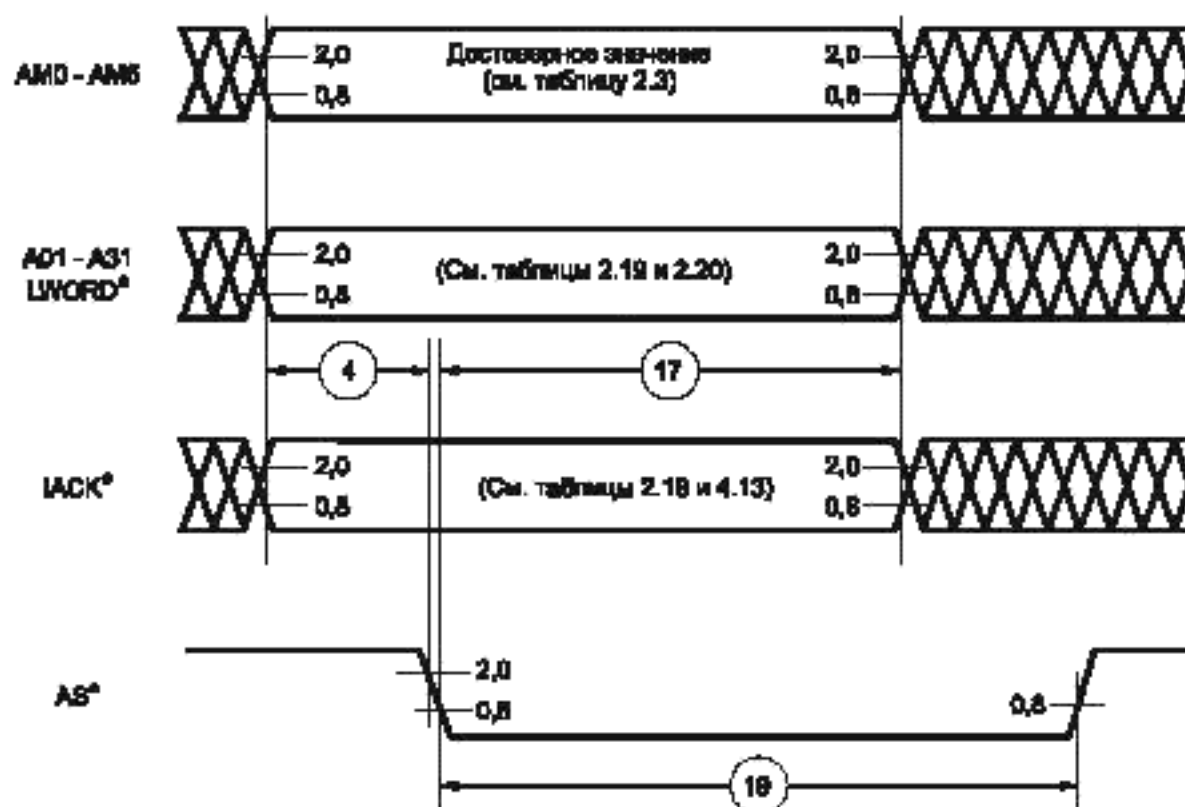 AM0 - AM5
2,0
0,8
Достоверное значение
(см. таблицу 2.3)
2,0
0,8
A01 - A31
LWORD*
2,0
0,8
(См. таблицы 2.19 и 2.20)
2,0
0,8
4
17
IACK*
2,0
0,8
(См. таблицы 2.18 и 4.13)
2,0
0,8
AS*
2,0
0,8
0,8
19